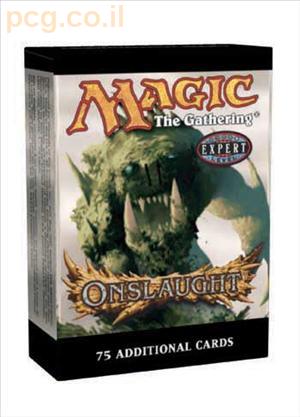 pcg.co.il
MAGIC
The Gathering®
EXPERT
LEVEL
ONSLAUGHT
75 ADDITIONAL CARDS